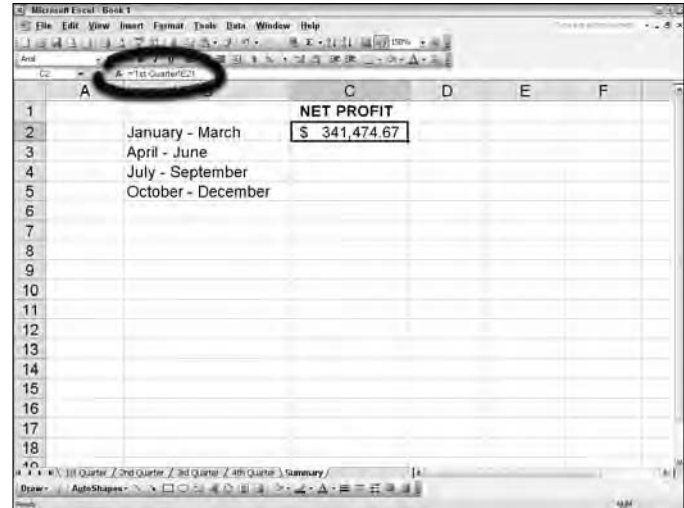 Microsoft Excel - Book 1
File Edit View Insert Format Tools Data Window Help
Arial
C2 ='1st Quarter'!E21
A C D E F
1 NET PROFIT
2 January - March $ 341,474.67
3 April - June
4 July - September
5 October - December
6
7
8
9
10
11
12
13
14
15
16
17
18
1st Quarter / 2nd Quarter / 3rd Quarter / 4th Quarter \ Summary /
Draw AutoShapes
Ready NUM